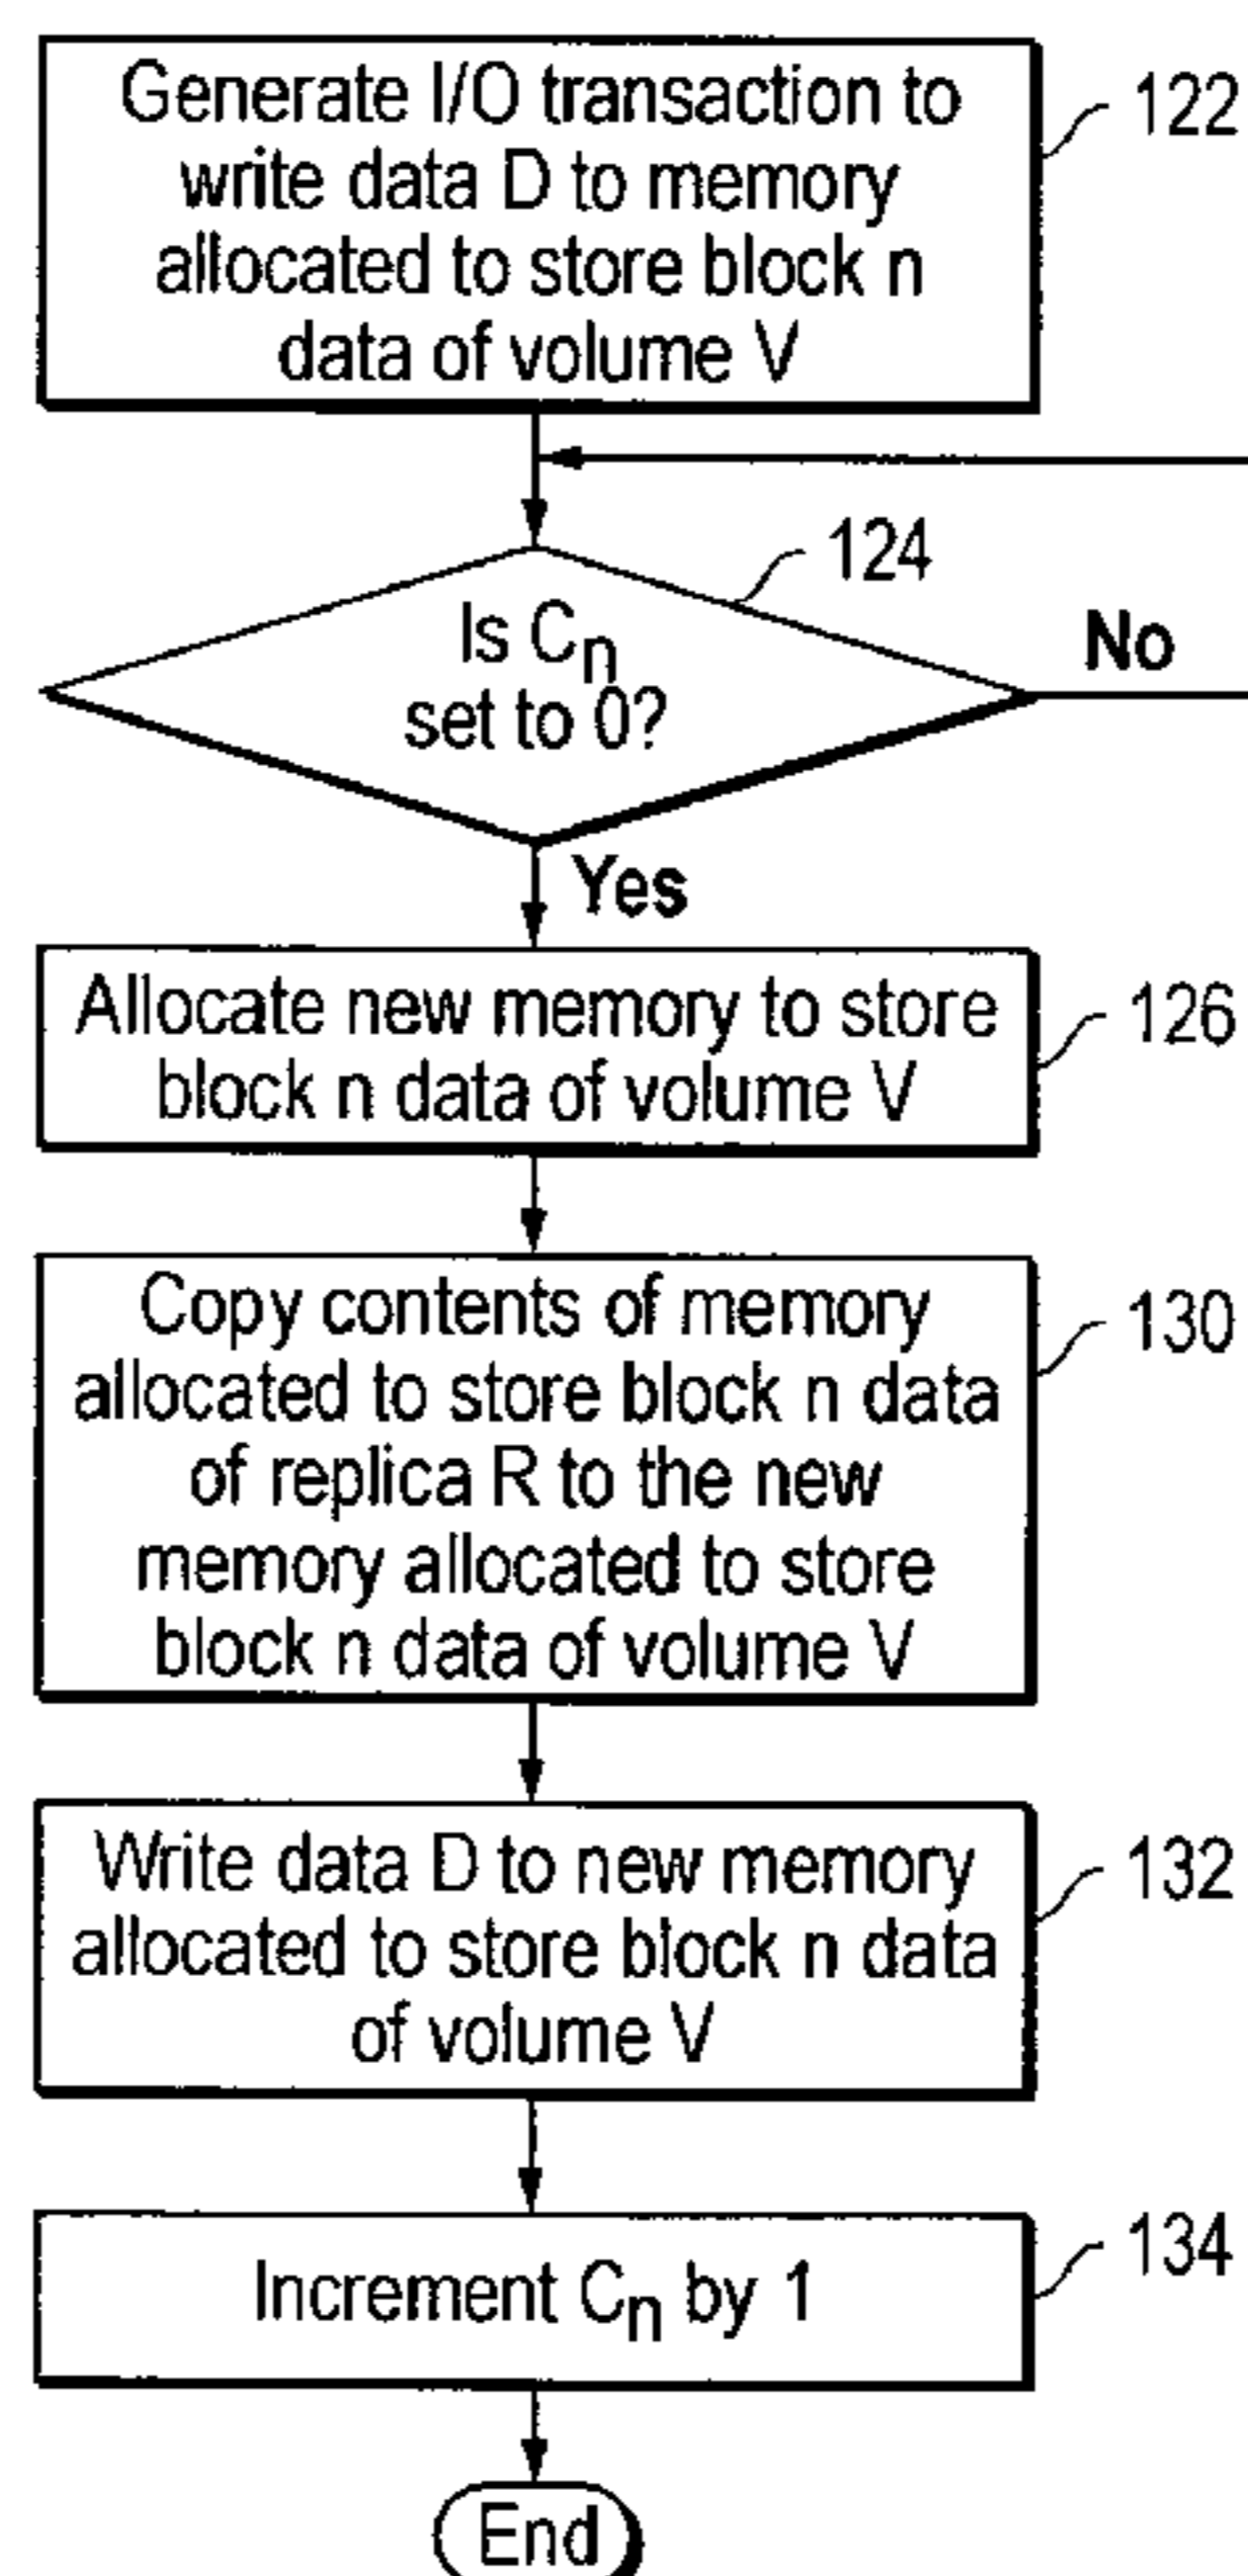 Generate I/O transaction to
write data D to memory
allocated to store block n
data of volume V
122
124
Is Cn
set to 0?
No
Yes
Allocate new memory to store
block n data of volume V
126
Copy contents of memory
allocated to store block n data
of replica R to the new
memory allocated to store
block n data of volume V
130
Write data D to new memory
allocated to store block n data
of volume V
132
Increment Cn by 1
134
End